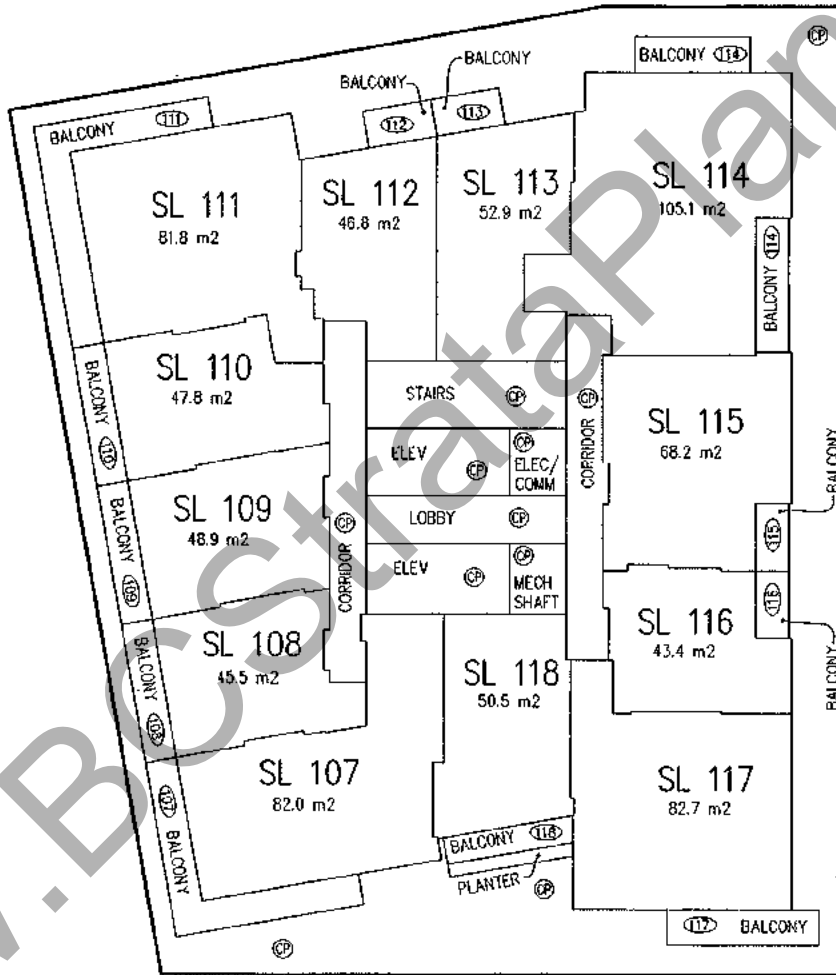 CP
BALCONY 114
BALCONY
BALCONY
BALCONY 111
112
113
SL 111
81.8 m2
SL 112
46.8 m2
SL 113
52.9 m2
SL 114
105.1 m2
BALCONY 114
SL 110
47.8 m2
BALCONY 110
STAIRS CP
CORRIDOR CP
SL 115
68.2 m2
BALCONY
115
ELEV CP
CP
ELEC/
COMM
SL 109
48.9 m2
BALCONY 109
CORRIDOR CP
LOBBY CP
ELEV CP
CP
MECH
SHAFT
SL 108
45.5 m2
BALCONY 108
SL 116
43.4 m2
116
BALCONY
SL 118
50.5 m2
SL 107
82.0 m2
107 BALCONY
SL 117
82.7 m2
BALCONY 118
PLANTER CP
117 BALCONY
CP
.BCStrataPlan